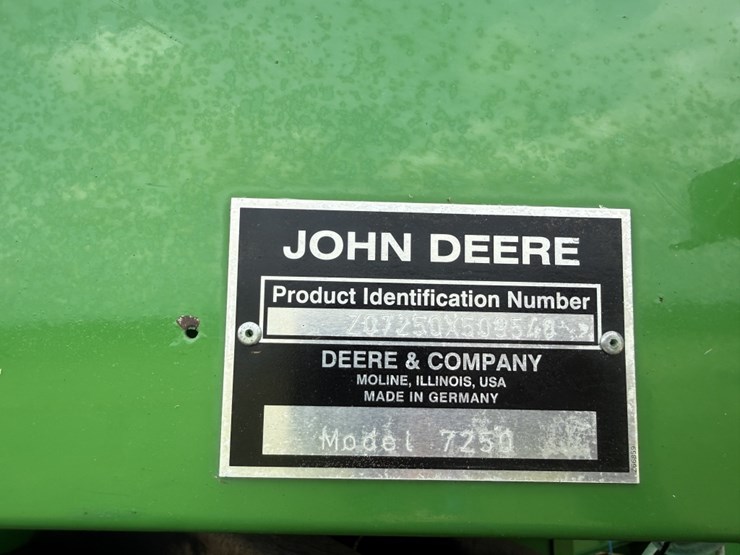 JOHN DEERE
Product Identification Number
DEERE & COMPANY
MOLINE, ILLINOIS, USA
MADE IN GERMANY
Model 7250